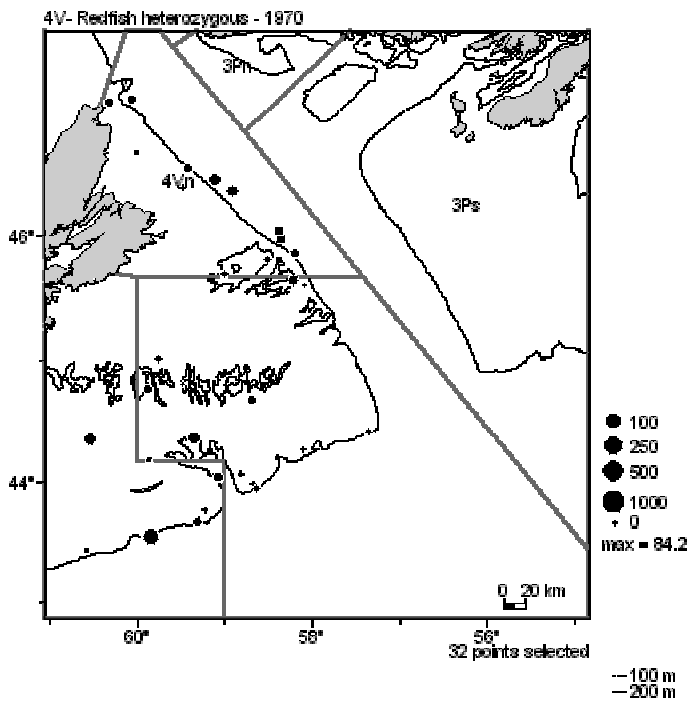 4V- Redfish heterozygous - 1970
3Pn
4Vn
3Ps
46°
44°
100
250
500
1000
0
max = 84.2
0 20 km
60° 58° 56°
32 points selected
100 m
200 m